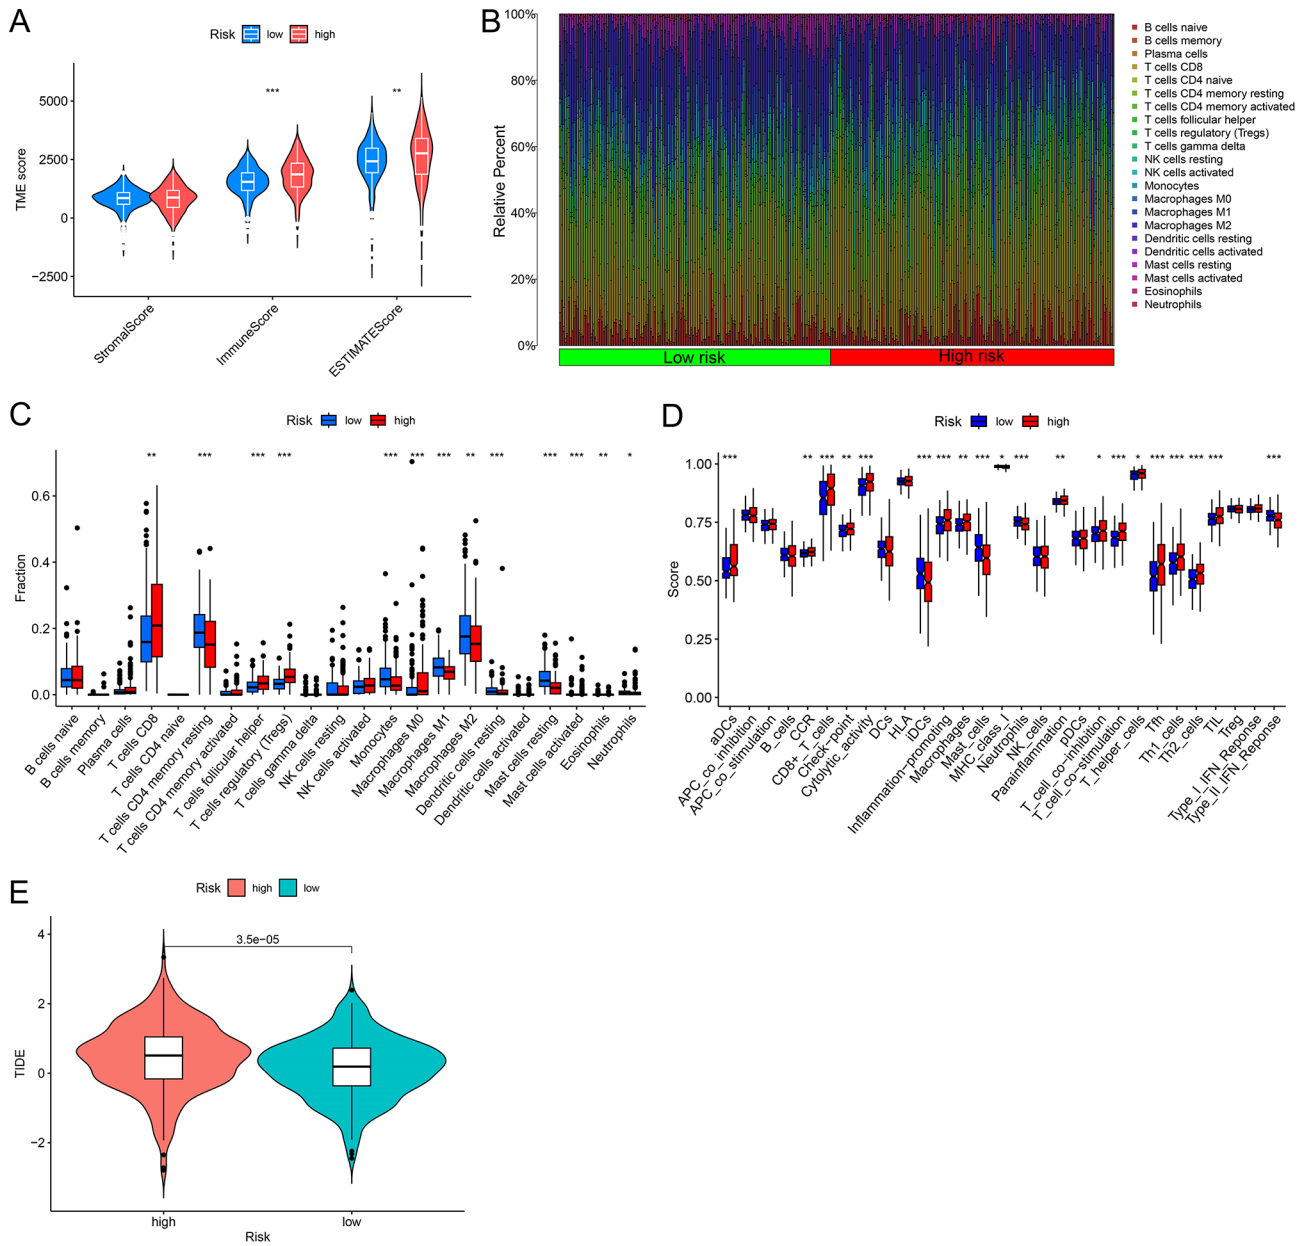 A
Risk low high
TME score
5000
2500
0
−2500
*** **
StromalScore
ImmuneScore
ESTIMATEScore
B
Relative Percent
100%
80%
60%
40%
20%
0%
Low risk High risk
B cells naive
B cells memory
Plasma cells
T cells CD8
T cells CD4 naive
T cells CD4 memory resting
T cells CD4 memory activated
T cells follicular helper
T cells regulatory (Tregs)
T cells gamma delta
NK cells resting
NK cells activated
Monocytes
Macrophages M0
Macrophages M1
Macrophages M2
Dendritic cells resting
Dendritic cells activated
Mast cells resting
Mast cells activated
Eosinophils
Neutrophils
C
Risk low high
Fraction
0.6
0.4
0.2
0.0
** *** *** *** *** *** *** ** *** *** *** ** *
B cells naive
B cells memory
Plasma cells
T cells CD8
T cells CD4 naive
T cells CD4 memory resting
T cells CD4 memory activated
T cells follicular helper
T cells regulatory (Tregs)
T cells gamma delta
NK cells resting
NK cells activated
Monocytes
Macrophages M0
Macrophages M1
Macrophages M2
Dendritic cells resting
Dendritic cells activated
Mast cells resting
Mast cells activated
Eosinophils
Neutrophils
D
Risk low high
Score
1.00
0.75
0.50
0.25
0.00
*** ** *** ** *** *** *** ** *** * *** ** * *** * *** *** *** *** ***
aDCs
APC_co_inhibition
APC_co_stimulation
B_cells
CCR
CD8+_T_cells
Check−point
Cytolytic_activity
DCs
HLA
iDCs
Inflammation−promoting
Macrophages
Mast_cells
MHC_class_I
Neutrophils
NK_cells
Parainflammation
pDCs
T_cell_co−inhibition
T_cell_co−stimulation
T_helper_cells
Tfh
Th1_cells
Th2_cells
TIL
Treg
Type_I_IFN_Reponse
Type_II_IFN_Reponse
E
Risk high low
TIDE
4
2
0
−2
3.5e−05
high low
Risk